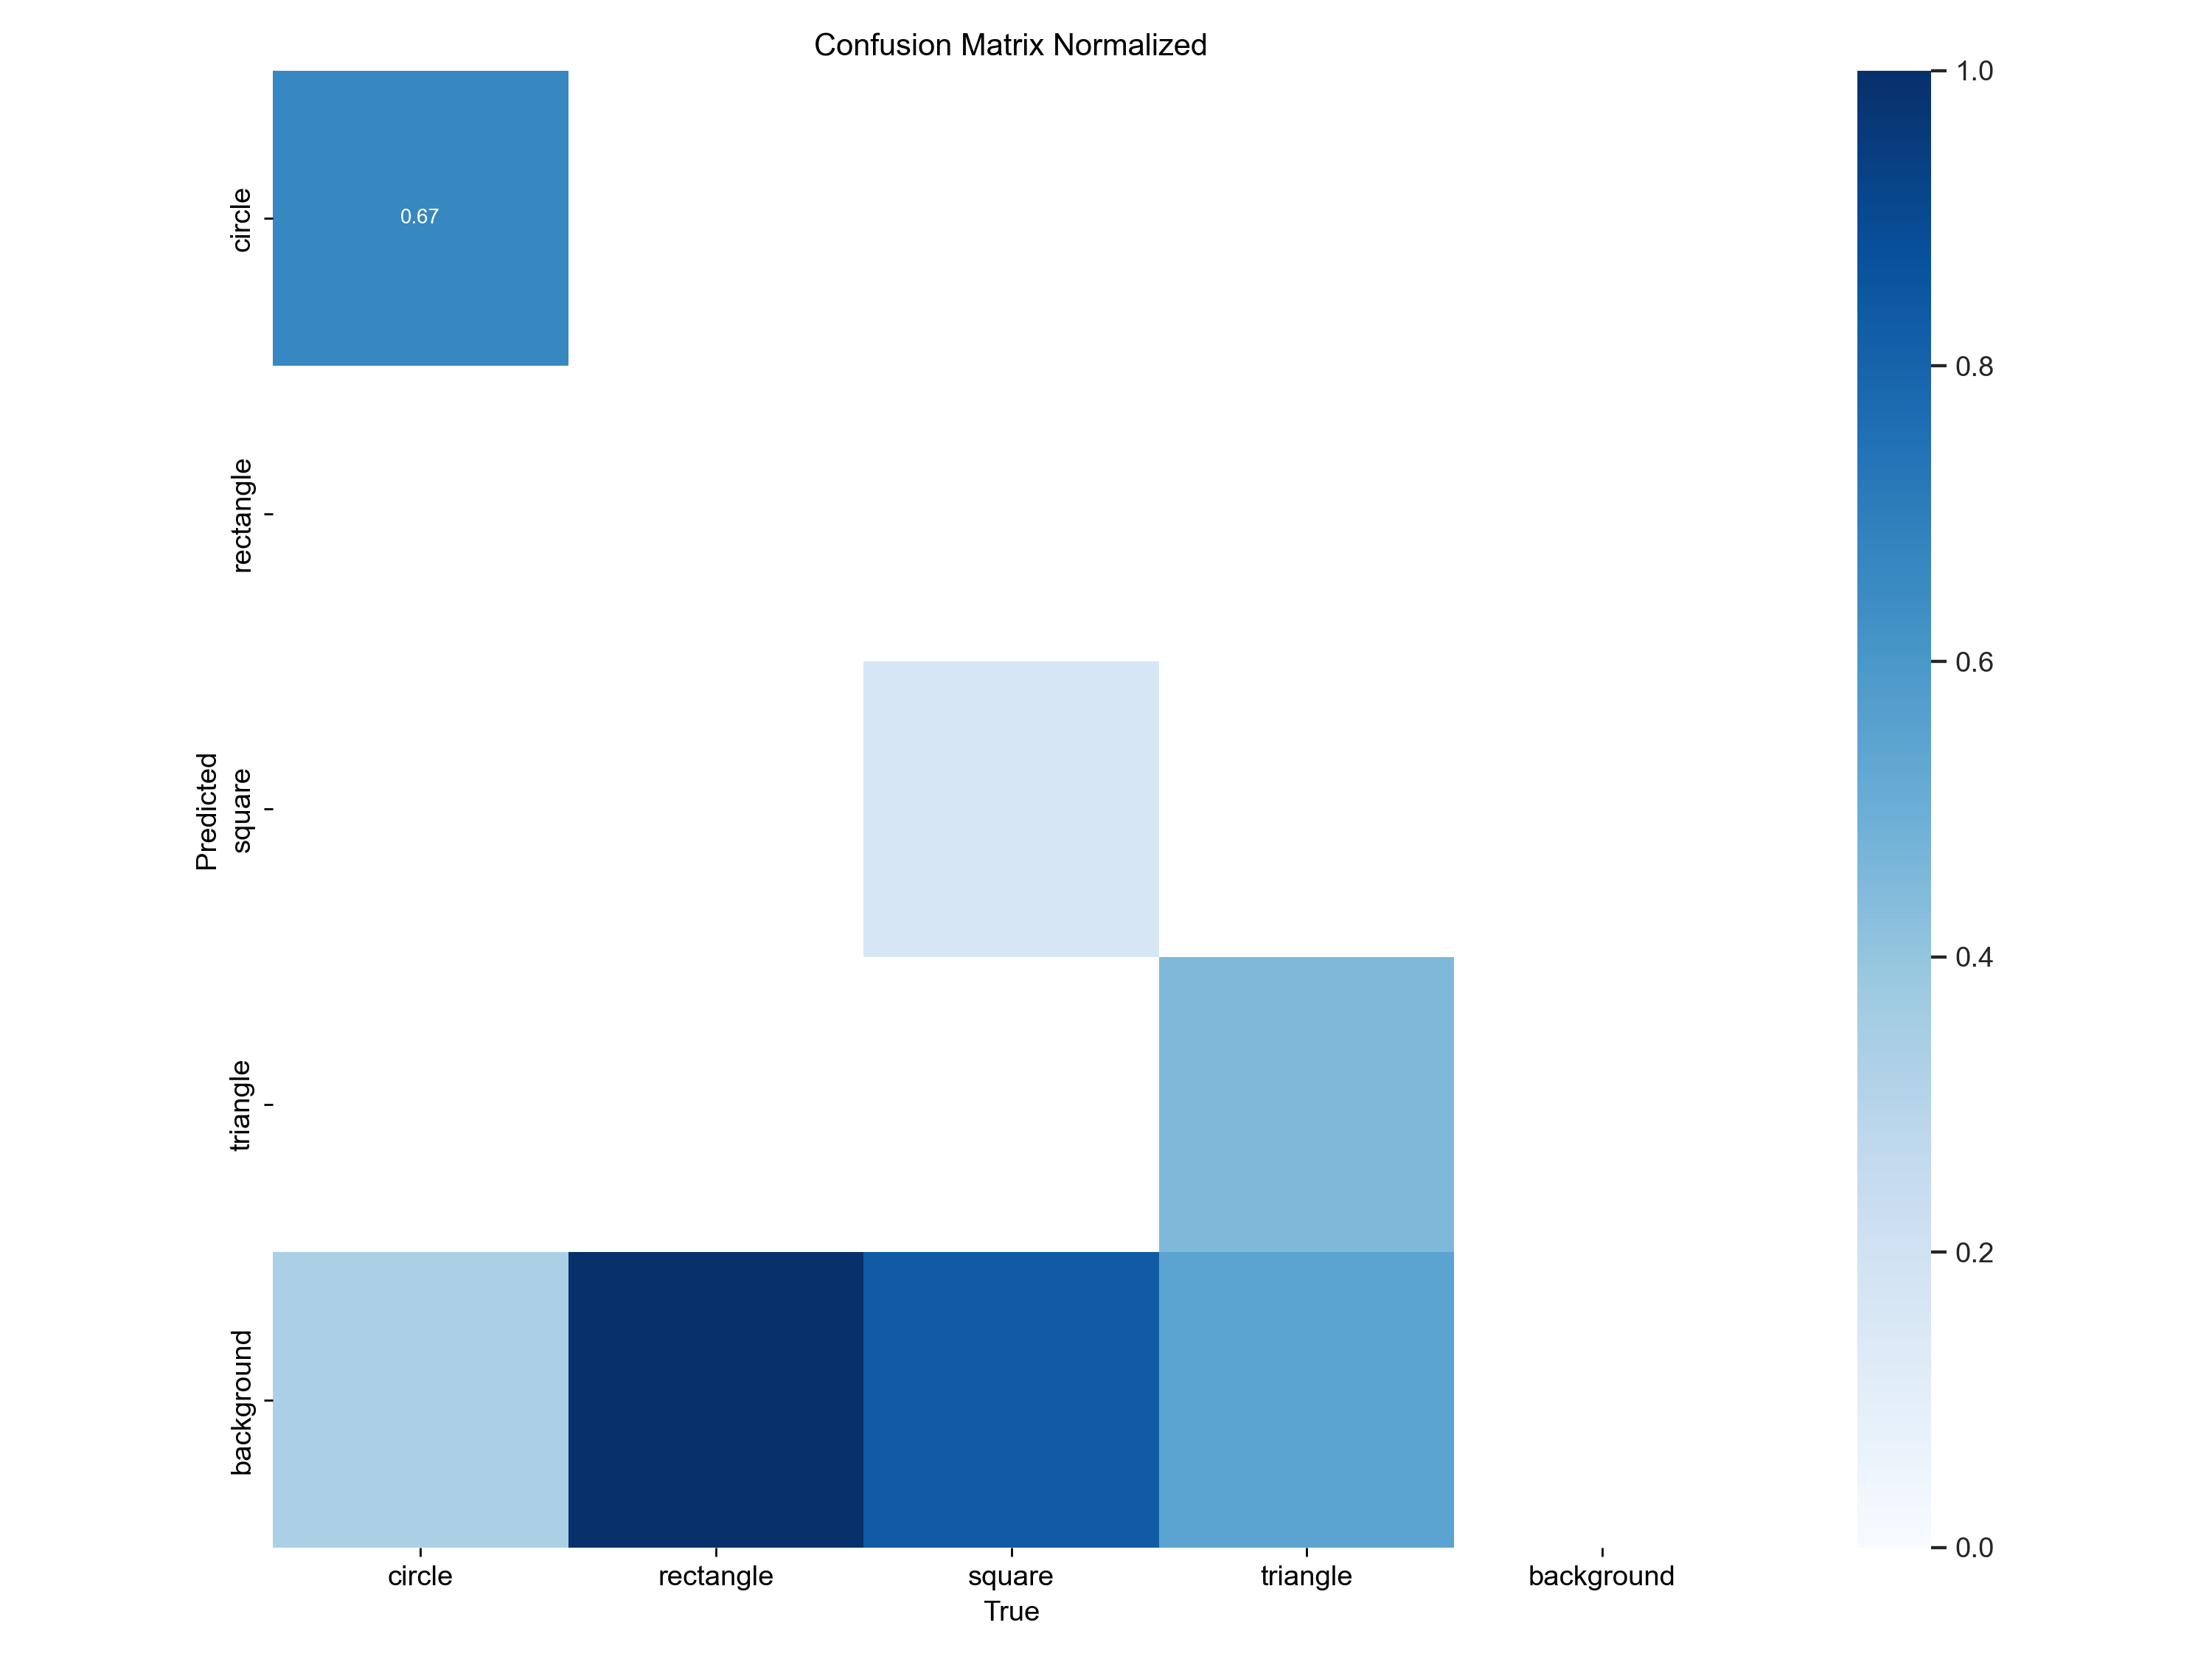 Confusion Matrix Normalized
1.0
0.8
0.6
0.4
0.2
0.0
Predicted
circle
rectangle
square
triangle
background
0.67
circle rectangle square triangle background
True